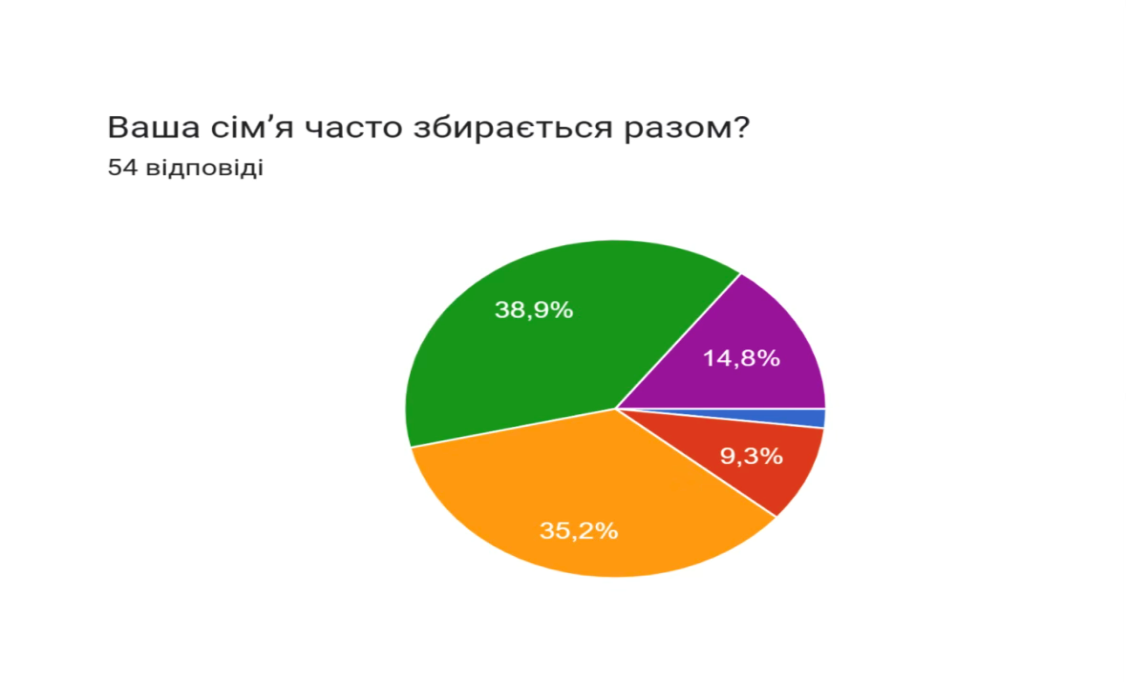 Ваша сім’я часто збирається разом?
54 відповіді
38,9%
14,8%
9,3%
35,2%